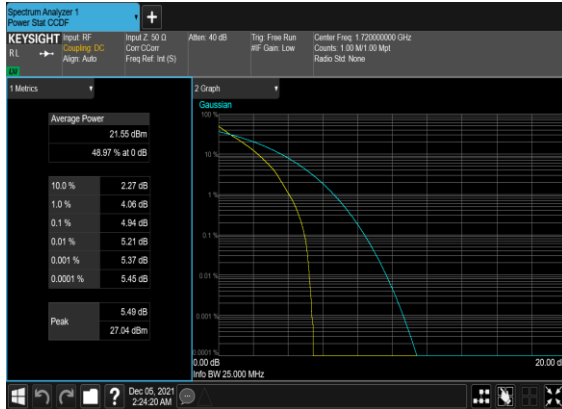 Spectrum Analyzer 1
Power Stat CCDF
KEYSIGHT
RL
LXI
Input: RF
Coupling: DC
Align: Auto
Input Z: 50 Ω
Corr CCorr
Freq Ref: Int (S)
Atten: 40 dB
Trig: Free Run
#IF Gain: Low
Center Freq: 1.720000000 GHz
Counts: 1.00 M/1.00 Mpt
Radio Std: None
1 Metrics
Average Power
21.55 dBm
48.97 % at 0 dB
10.0 % 2.27 dB
1.0 % 4.06 dB
0.1 % 4.94 dB
0.01 % 5.21 dB
0.001 % 5.37 dB
0.0001 % 5.45 dB
Peak
5.49 dB
27.04 dBm
2 Graph
Gaussian
100 %
10 %
1 %
0.1 %
0.01 %
0.001 %
0.0001 %
0.00 dB
20.00 d
Info BW 25.000 MHz
?
Dec 05, 2021
2:24:20 AM